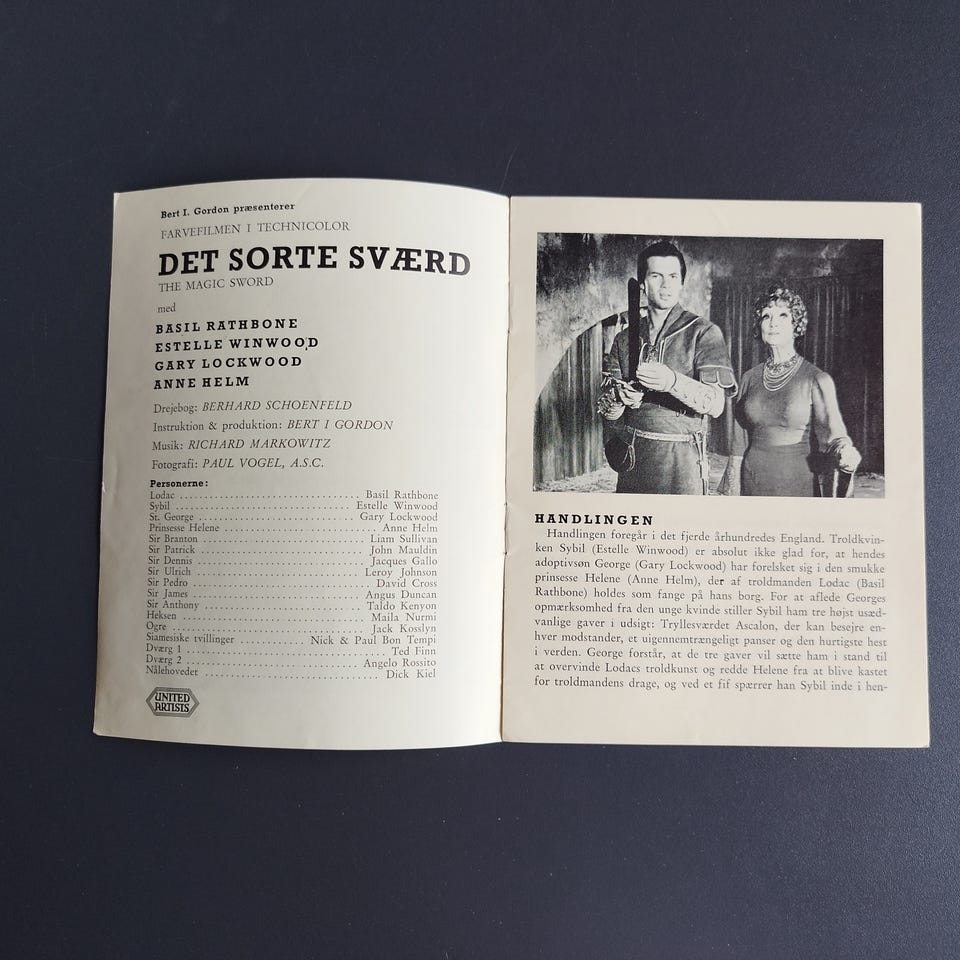 Bert I. Gordon præsenterer
FARVEFILMEN I TECHNICOLOR
DET SORTE SVÆRD
THE MAGIC SWORD
med
BASIL RATHBONE
ESTELLE WINWOOD
GARY LOCKWOOD
ANNE HELM
Drejebog: BERHARD SCHOENFELD
Instruktion & produktion: BERT I GORDON
Musik: RICHARD MARKOWITZ
Fotografi: PAUL VOGEL, A.S.C.
Personerne:
Lodac ........ Basil Rathbone
Sybil ........ Estelle Winwood
St. George ........ Gary Lockwood
Prinsesse Helene ........ Anne Helm
Sir Branton ........ Liam Sullivan
Sir Patrick ........ John Mauldin
Sir Dennis ........ Jacques Gallo
Sir Ulrich ........ Leroy Johnson
Sir Pedro ........ David Cross
Sir James ........ Angus Duncan
Sir Anthony ........ Taldo Kenyon
Heksen ........ Maila Nurmi
Ogre ........ Jack Kosslyn
Siamesiske tvillinger ........ Nick & Paul Bon Tempi
Dværg 1 ........ Ted Finn
Dværg 2 ........ Angelo Rossito
Nålehovedet ........ Dick Kiel
UNITED
ARTISTS
HANDLINGEN
Handlingen foregår i det fjerde århundredes England. Troldkvin-
ken Sybil (Estelle Winwood) er absolut ikke glad for, at hendes
adoptivsøn George (Gary Lockwood) har forelsket sig i den smukke
prinsesse Helene (Anne Helm), der af troldmanden Lodac (Basil
Rathbone) holdes som fange på hans borg. For at aflede Georges
opmærksomhed fra den unge kvinde stiller Sybil ham tre højst usæd-
vanlige gaver i udsigt: Tryllesværdet Ascalon, der kan besejre en-
hver modstander, et uigennemtrængeligt panser og den hurtigste hest
i verden. George forstår, at de tre gaver vil sætte ham i stand til
at overvinde Lodacs troldkunst og redde Helene fra at blive kastet
for troldmandens drage, og ved et fif spærrer han Sybil inde i hen-